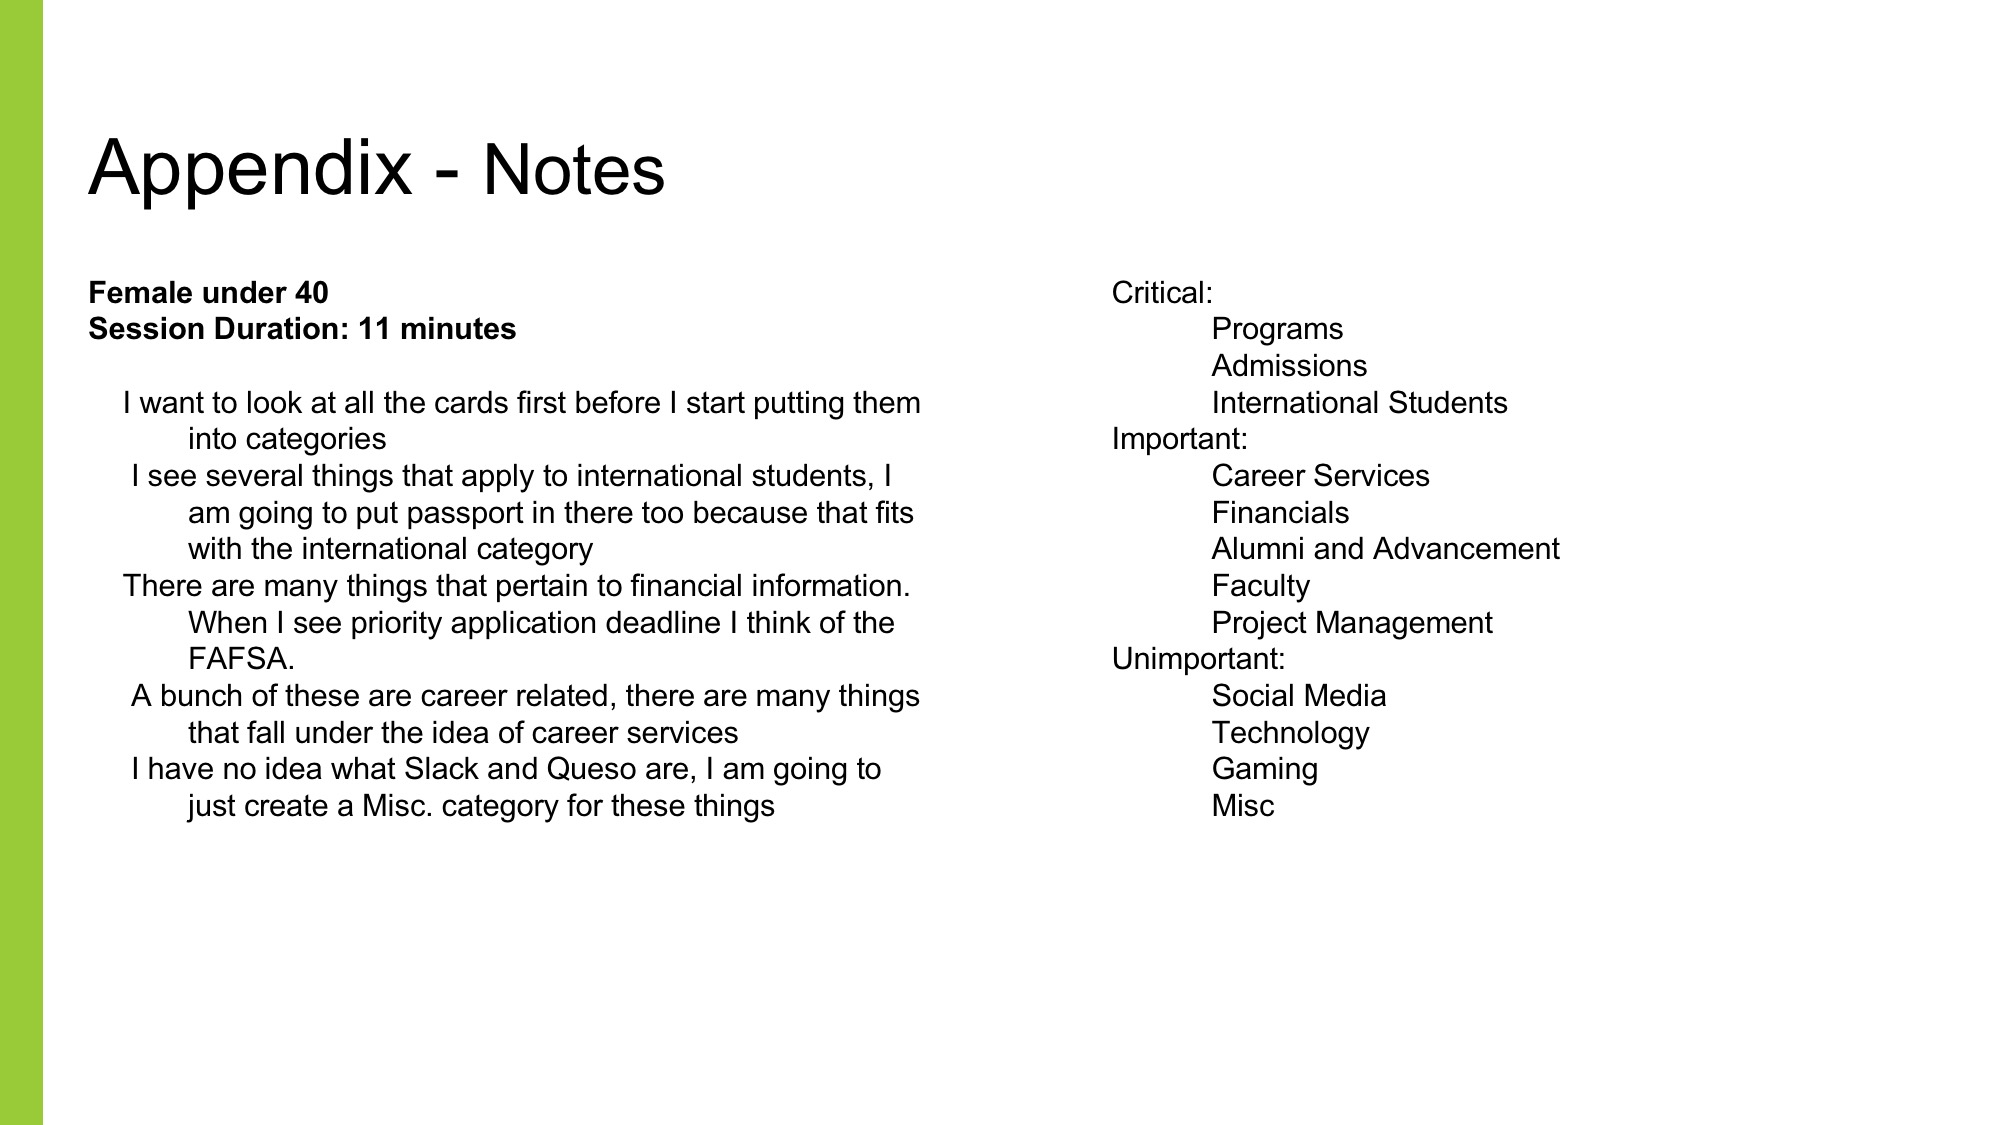 Appendix - Notes
Female under 40
Session Duration: 11 minutes
I want to look at all the cards first before I start putting them
into categories
I see several things that apply to international students, I
am going to put passport in there too because that fits
with the international category
There are many things that pertain to financial information.
When I see priority application deadline I think of the
FAFSA.
A bunch of these are career related, there are many things
that fall under the idea of career services
I have no idea what Slack and Queso are, I am going to
just create a Misc. category for these things
Critical:
Programs
Admissions
International Students
Important:
Career Services
Financials
Alumni and Advancement
Faculty
Project Management
Unimportant:
Social Media
Technology
Gaming
Misc